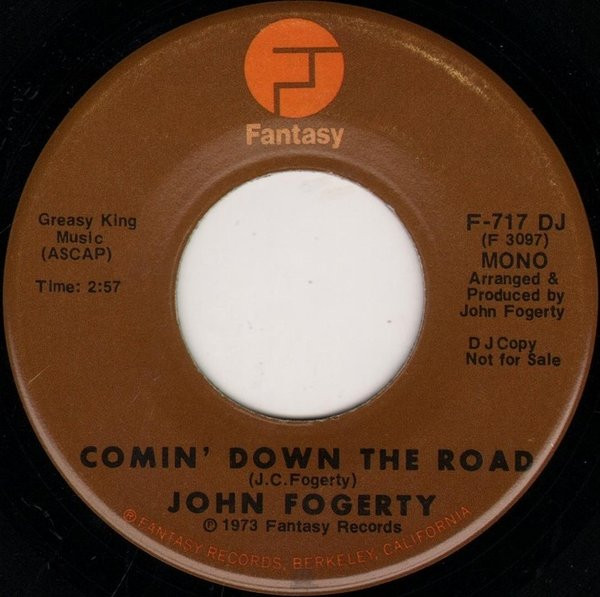 Fantasy
Greasy King
Music
(ASCAP)
Time: 2:57
F-717 DJ
(F 3097)
MONO
Arranged &
Produced by
John Fogerty
DJ Copy
Not for Sale
COMIN' DOWN THE ROAD
(J.C.Fogerty)
JOHN FOGERTY
℗ 1973 Fantasy Records
© FANTASY RECORDS, BERKELEY, CALIFORNIA